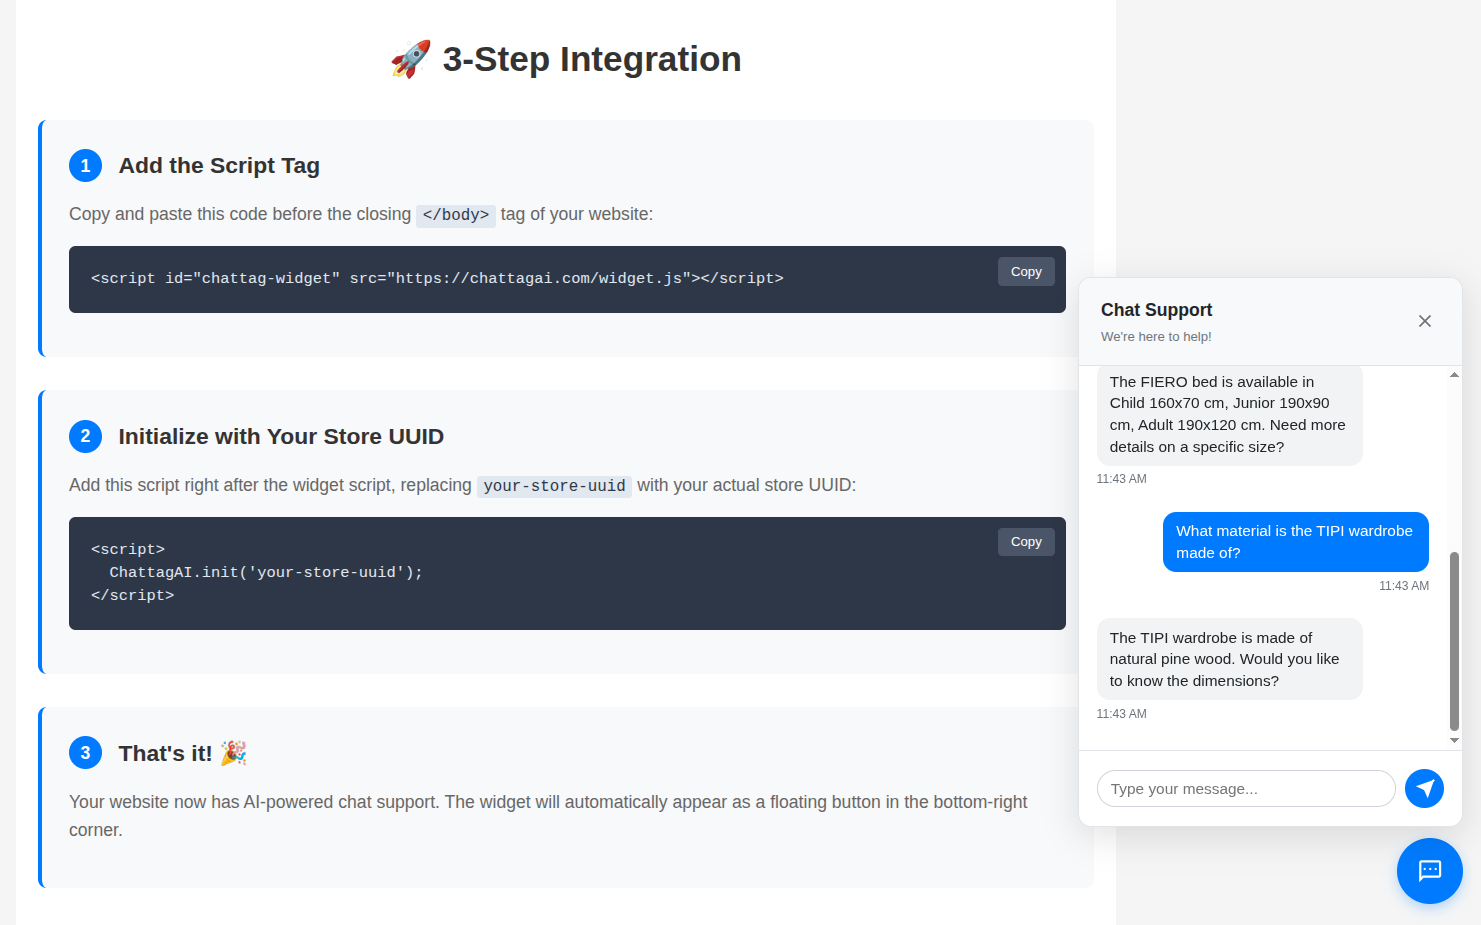 🚀 3-Step Integration
1 Add the Script Tag
Copy and paste this code before the closing </body> tag of your website:
<script id="chattag-widget" src="https://chattagai.com/widget.js"></script>
Copy
2 Initialize with Your Store UUID
Add this script right after the widget script, replacing your-store-uuid with your actual store UUID:
<script>
  ChattagAI.init('your-store-uuid');
</script>
Copy
3 That's it! 🎉
Your website now has AI-powered chat support. The widget will automatically appear as a floating button in the bottom-right
corner.
Chat Support
We're here to help!
The FIERO bed is available in
Child 160x70 cm, Junior 190x90
cm, Adult 190x120 cm. Need more
details on a specific size?
11:43 AM
What material is the TIPI wardrobe
made of?
11:43 AM
The TIPI wardrobe is made of
natural pine wood. Would you like
to know the dimensions?
11:43 AM
Type your message...